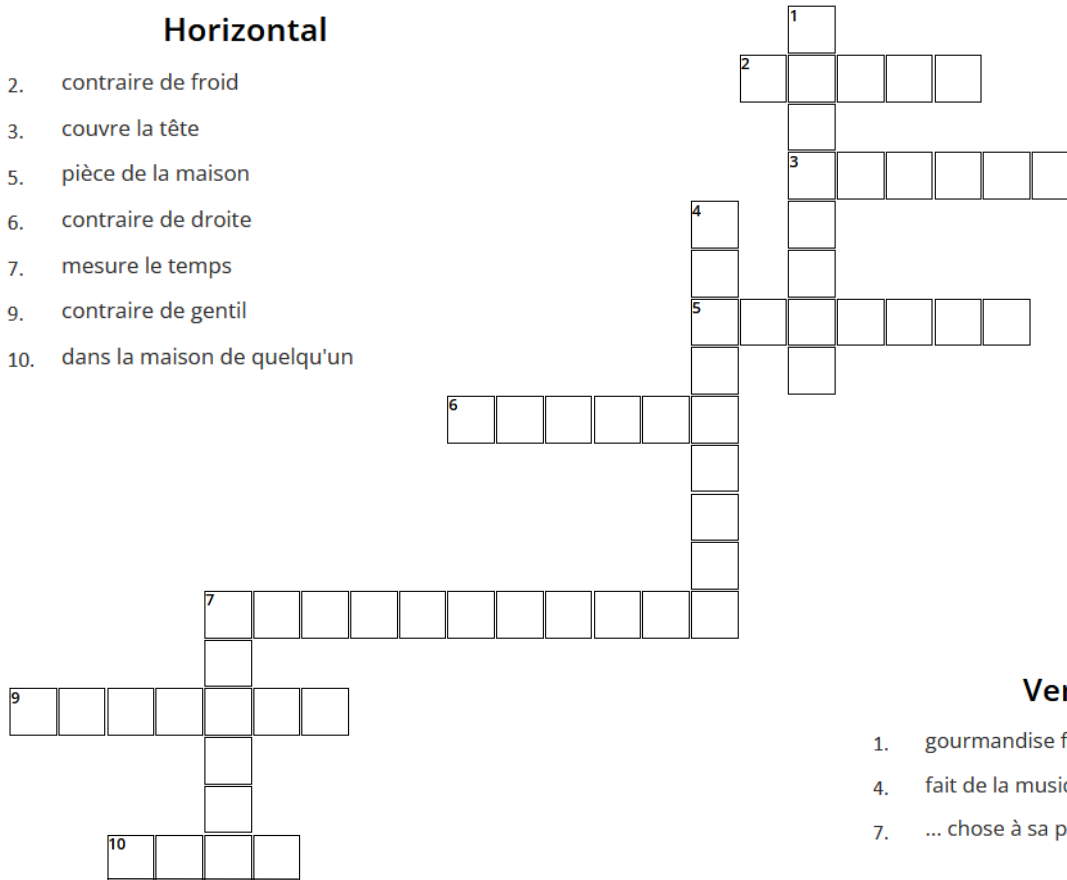 Horizontal
2. contraire de froid
3. couvre la tête
5. pièce de la maison
6. contraire de droite
7. mesure le temps
9. contraire de gentil
10. dans la maison de quelqu'un
1
2
3
4
5
6
7
9
10
1. gourmandise
4. fait de la
7. ... chose à sa